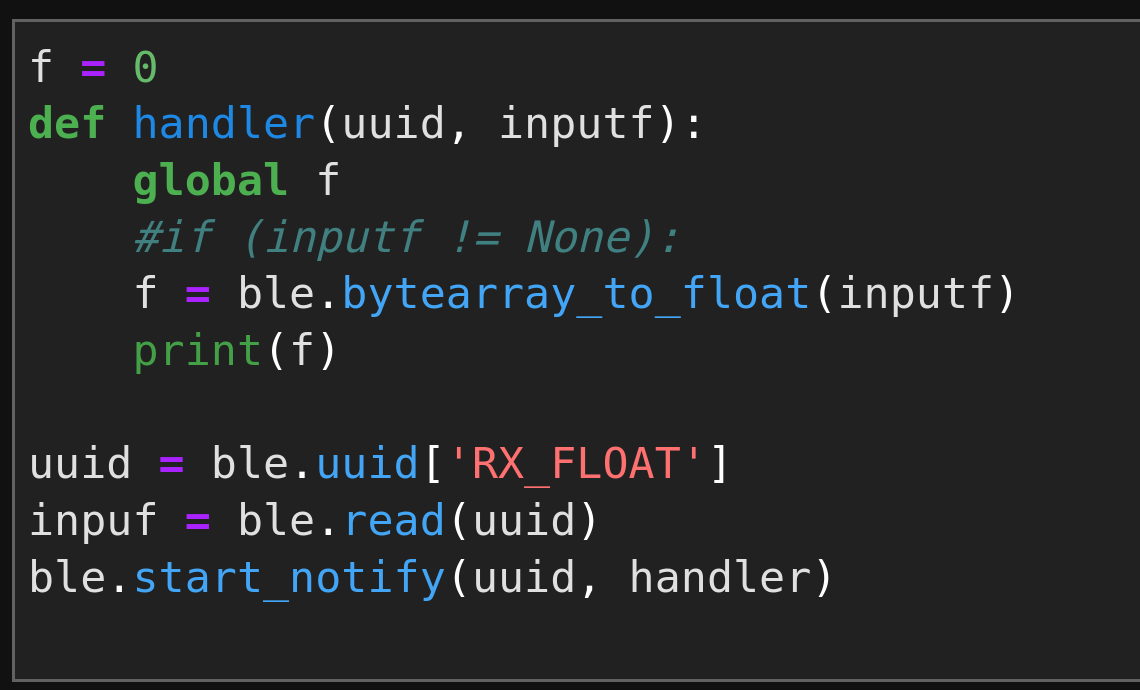 f = 0
def handler(uuid, inputf):
    global f
    #if (inputf != None):
    f = ble.bytearray_to_float(inputf)
    print(f)

uuid = ble.uuid['RX_FLOAT']
inpuf = ble.read(uuid)
ble.start_notify(uuid, handler)